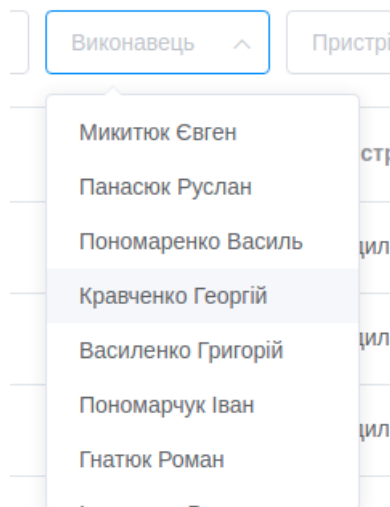 Виконавець
Пристрі
Микитюк Євген
Панасюк Руслан
Пономаренко Василь
Кравченко Георгій
Василенко Григорій
Пономарчук Іван
Гнатюк Роман